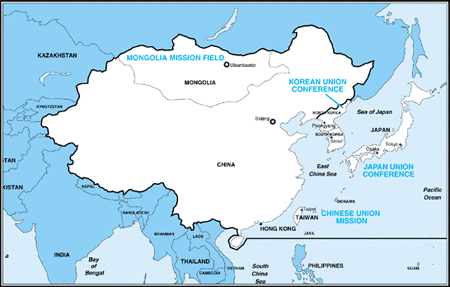 KAZAKHSTAN
MONGOLIA MISSION FIELD
Ulaanbaatar
MONGOLIA
KOREAN UNION
CONFERENCE
KYRGYZSTAN
NORTH KOREA
Sea of Japan
Beijing
Pyongyang
SOUTH KOREA
Seoul
JAPAN
Tokyo
Osaka
East
China Sea
JAPAN UNION
CONFERENCE
CHINA
Pacific
Ocean
NEPAL
OKINAWA
Taipei
TAIWAN
CHINESE UNION
MISSION
BANGLADESH
HONG KONG
MYANMAR
LAOS
INDIA
Bay
of
Bengal
THAILAND
CAMBODIA
VIETNAM
South
China
Sea
PHILIPPINES
GUAM